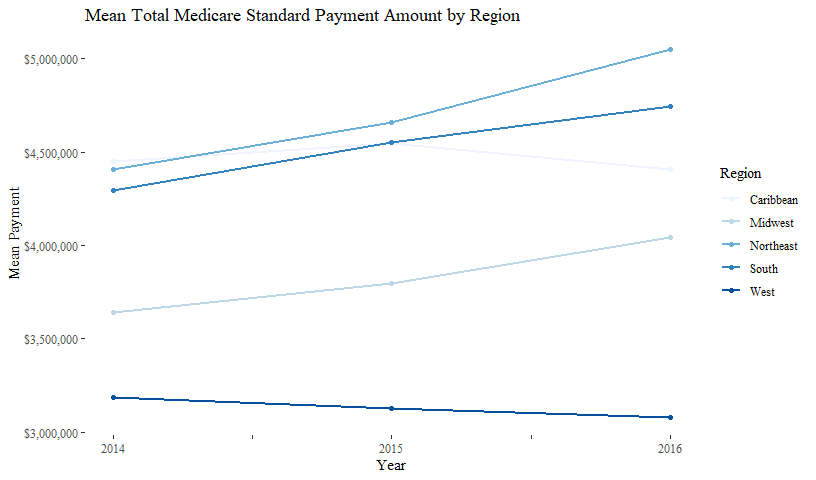 Mean Total Medicare Standard Payment Amount by Region
$5,000,000
$4,500,000
$4,000,000
$3,500,000
$3,000,000
Mean Payment
2014
2015
2016
Year
Region
Caribbean
Midwest
Northeast
South
West